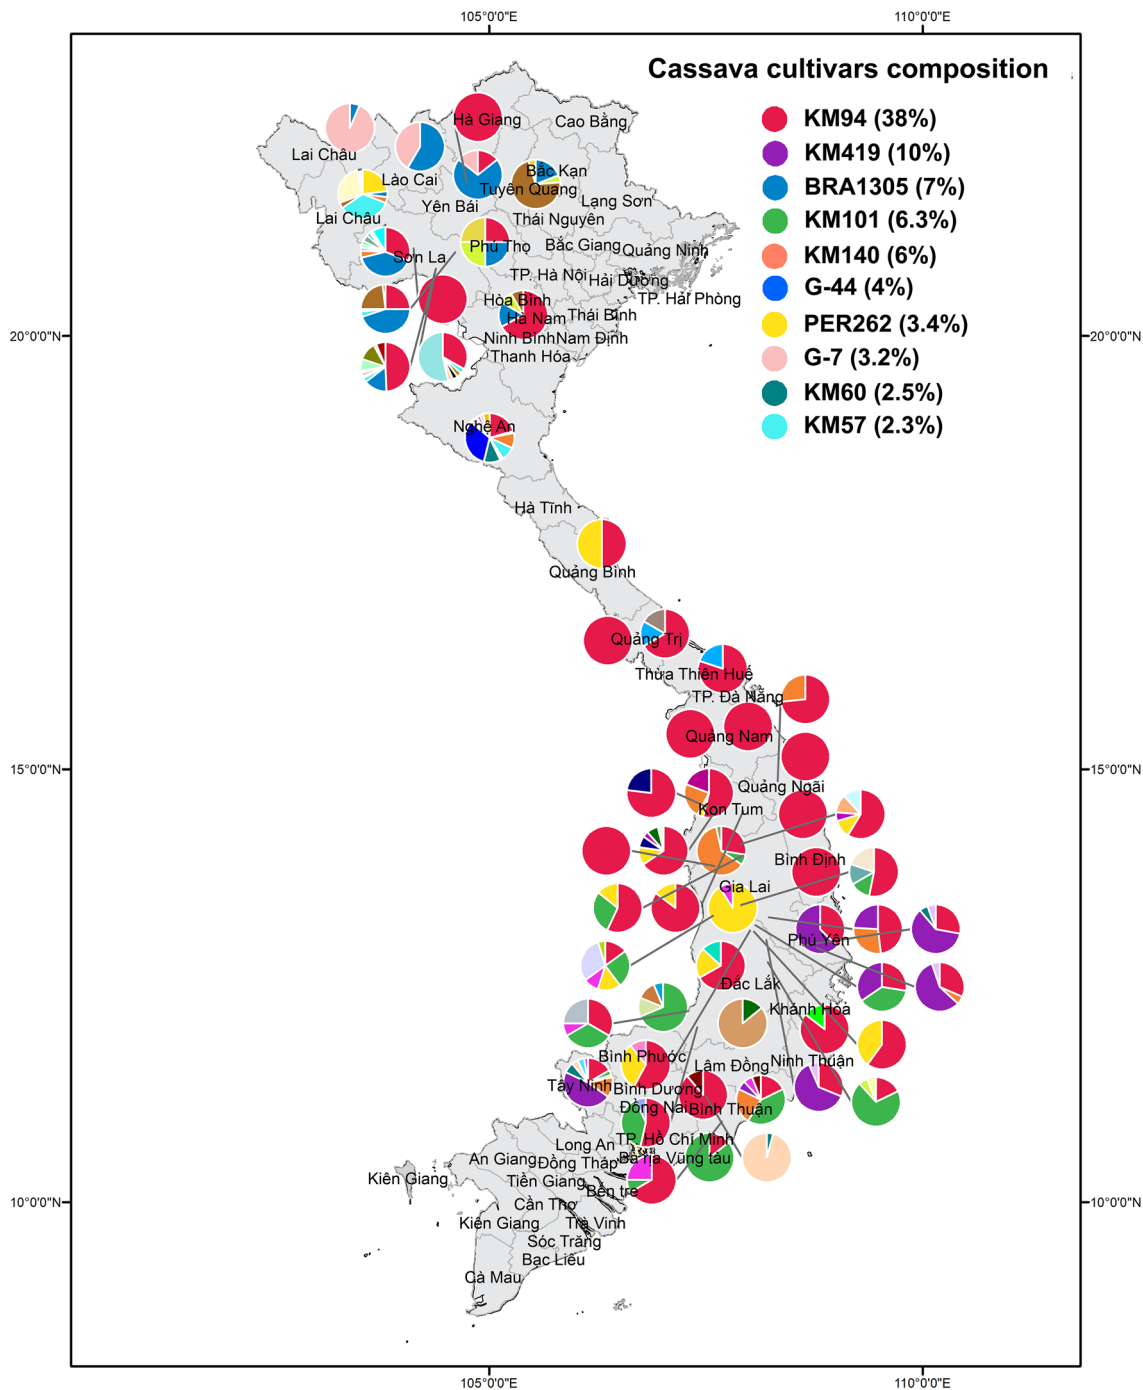 105°0'0"E
110°0'0"E
Cassava cultivars composition
KM94 (38%)
KM419 (10%)
BRA1305 (7%)
KM101 (6.3%)
KM140 (6%)
G-44 (4%)
PER262 (3.4%)
G-7 (3.2%)
KM60 (2.5%)
KM57 (2.3%)
Hà Giang
Cao Bằng
Lai Châu
Bắc Kạn
Lào Cai
Tuyên Quang
Lạng Sơn
Yên Bái
Lai Châu
Thái Nguyên
Phú Thọ
Bắc Giang
Quảng Ninh
Sơn La
TP. Hà Nội
Hải Dương
TP. Hải Phòng
Hòa Bình
Hà Nam
Thái Bình
20°0'0"N
20°0'0"N
Ninh Bình
Nam Định
Thanh Hóa
Nghệ An
Hà Tĩnh
Quảng Bình
Quảng Trị
Thừa Thiên Huế
TP. Đà Nẵng
Quảng Nam
15°0'0"N
15°0'0"N
Quảng Ngãi
Kon Tum
Bình Định
Gia Lai
Phú Yên
Đắc Lắk
Khánh Hòa
Bình Phước
Lâm Đồng
Ninh Thuận
Tây Ninh
Bình Dương
Đồng Nai
Bình Thuận
TP. Hồ Chí Minh
Long An
Bà rịa Vũng tàu
An Giang
Đồng Tháp
Kiên Giang
Tiền Giang
Bến tre
10°0'0"N
10°0'0"N
Cần Thơ
Kiên Giang
Trà Vinh
Sóc Trăng
Bạc Liêu
Cà Mau
105°0'0"E
110°0'0"E